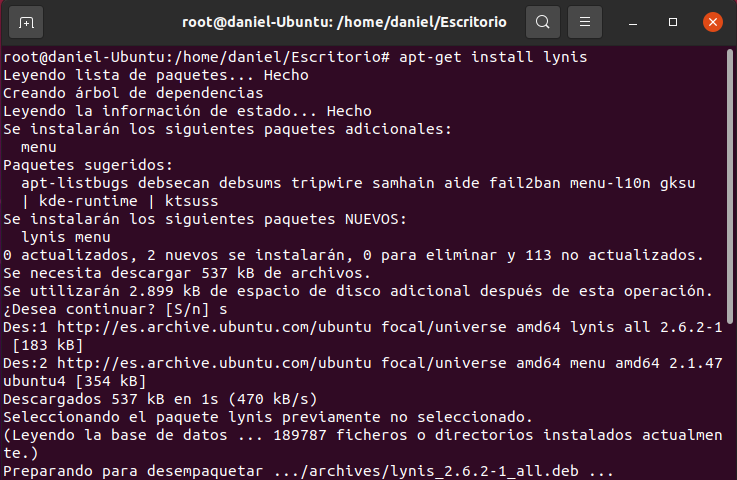 root@daniel-Ubuntu: /home/daniel/Escritorio
root@daniel-Ubuntu:/home/daniel/Escritorio# apt-get install lynis
Leyendo lista de paquetes... Hecho
Creando árbol de dependencias
Leyendo la información de estado... Hecho
Se instalarán los siguientes paquetes adicionales:
  menu
Paquetes sugeridos:
  apt-listbugs debsecan debsums tripwire samhain aide fail2ban menu-l10n gksu
  | kde-runtime | ktsuss
Se instalarán los siguientes paquetes NUEVOS:
  lynis menu
0 actualizados, 2 nuevos se instalarán, 0 para eliminar y 113 no actualizados.
Se necesita descargar 537 kB de archivos.
Se utilizarán 2.899 kB de espacio de disco adicional después de esta operación.
¿Desea continuar? [S/n] s
Des:1 http://es.archive.ubuntu.com/ubuntu focal/universe amd64 lynis all 2.6.2-1
 [183 kB]
Des:2 http://es.archive.ubuntu.com/ubuntu focal/universe amd64 menu amd64 2.1.47
ubuntu4 [354 kB]
Descargados 537 kB en 1s (470 kB/s)
Seleccionando el paquete lynis previamente no seleccionado.
(Leyendo la base de datos ... 189787 ficheros o directorios instalados actualmen
te.)
Preparando para desempaquetar .../archives/lynis_2.6.2-1_all.deb ...